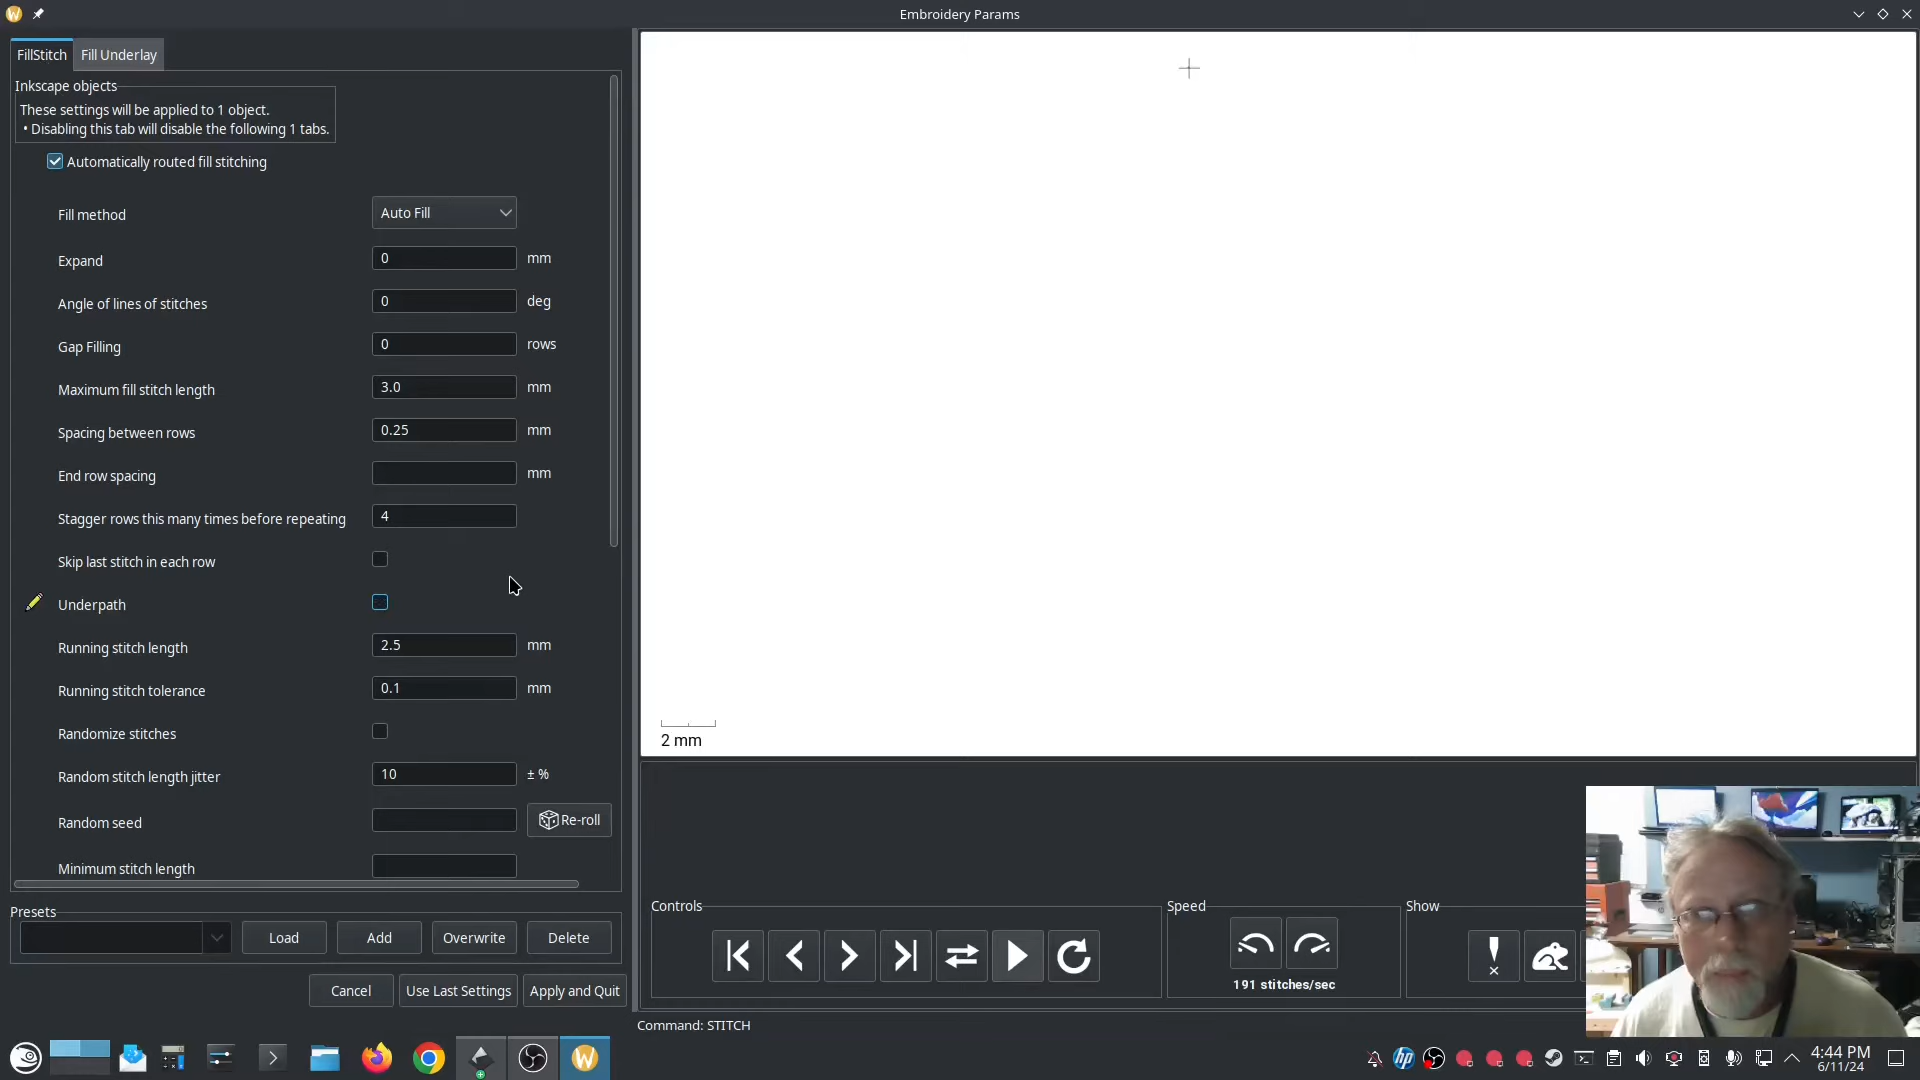 Embroidery Params
FillStitch
Fill Underlay
Inkscape objects
These settings will be applied to 1 object.
• Disabling this tab will disable the following 1 tabs.
Automatically routed fill stitching
Fill method
Auto Fill
Expand
0
mm
Angle of lines of stitches
0
deg
Gap Filling
0
rows
Maximum fill stitch length
3.0
mm
Spacing between rows
0.25
mm
End row spacing
mm
Stagger rows this many times before repeating
4
Skip last stitch in each row
Underpath
Running stitch length
2.5
mm
Running stitch tolerance
0.1
mm
Randomize stitches
Random stitch length jitter
10
± %
Random seed
Re-roll
Minimum stitch length
Presets
Load
Add
Overwrite
Delete
Cancel
Use Last Settings
Apply and Quit
2 mm
Controls
Speed
191 stitches/sec
Show
Command: STITCH
hp
4:44 PM
6/11/24